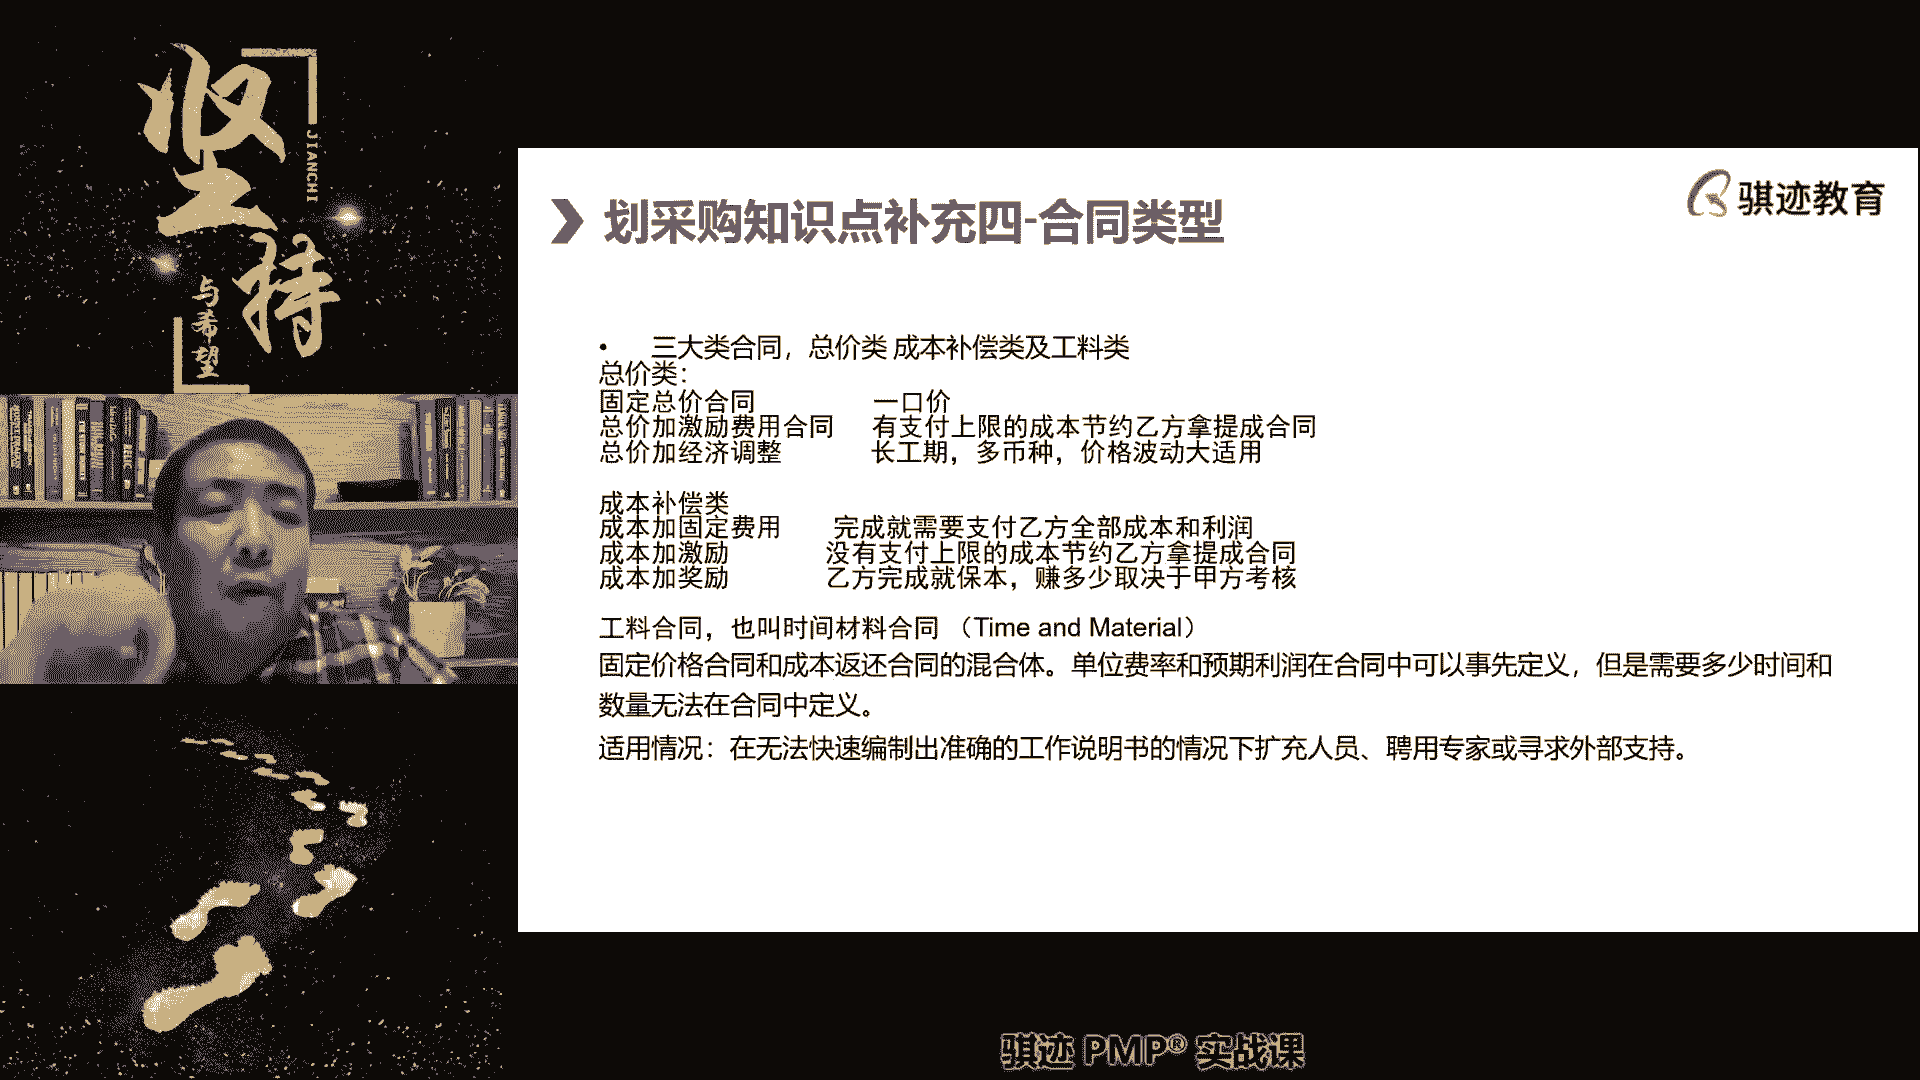 坚持
JIANCHI
与希望
划采购知识点补充四-合同类型
骐迹教育
• 三大类合同，总价类 成本补偿类及工料类
总价类：
固定总价合同 一口价
总价加激励费用合同 有支付上限的成本节约乙方拿提成合同
总价加经济调整 长工期，多币种，价格波动大适用
成本补偿类
成本加固定费用 完成就需要支付乙方全部成本和利润
成本加激励 没有支付上限的成本节约乙方拿提成合同
成本加奖励 乙方完成就保本，赚多少取决于甲方考核
工料合同，也叫时间材料合同 （Time and Material）
固定价格合同和成本返还合同的混合体。单位费率和预期利润在合同中可以事先定义，但是需要多少时间和
数量无法在合同中定义。
适用情况：在无法快速编制出准确的工作说明书的情况下扩充人员、聘用专家或寻求外部支持。
骐迹 PMP® 实战课